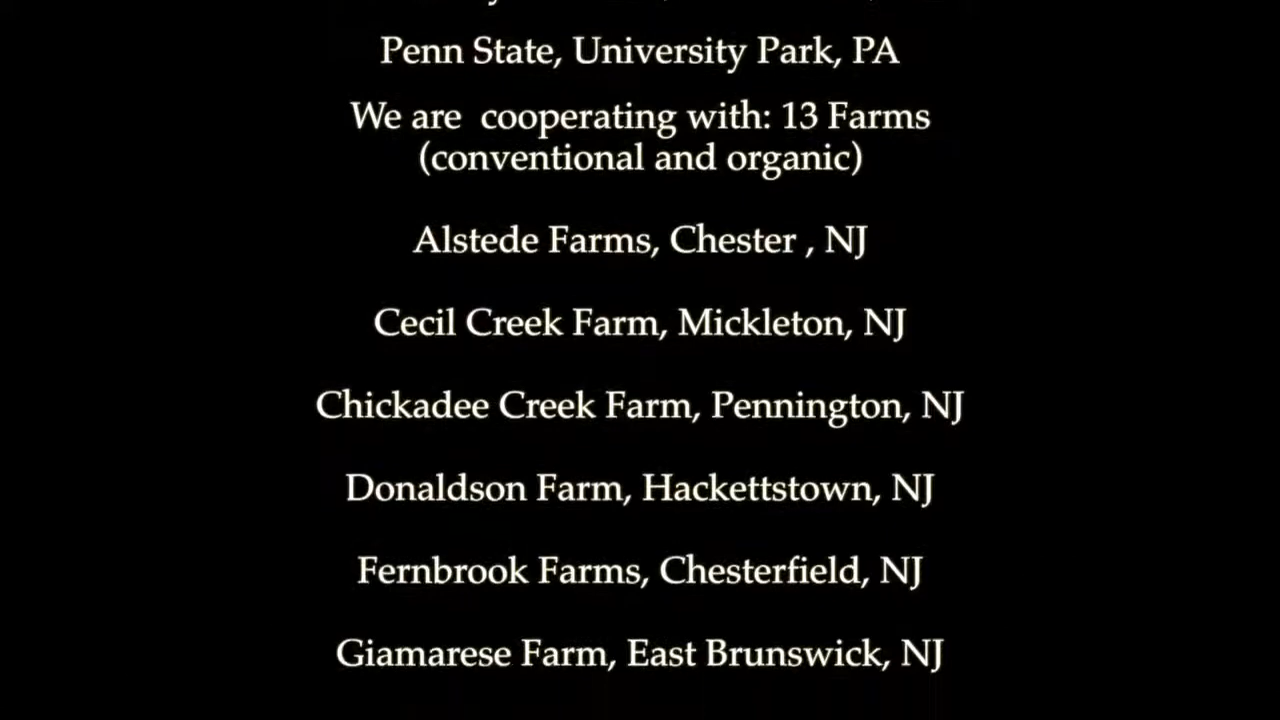 Penn State, University Park, PA
We are  cooperating with: 13 Farms
(conventional and organic)
Alstede Farms, Chester , NJ
Cecil Creek Farm, Mickleton, NJ
Chickadee Creek Farm, Pennington, NJ
Donaldson Farm, Hackettstown, NJ
Fernbrook Farms, Chesterfield, NJ
Giamarese Farm, East Brunswick, NJ